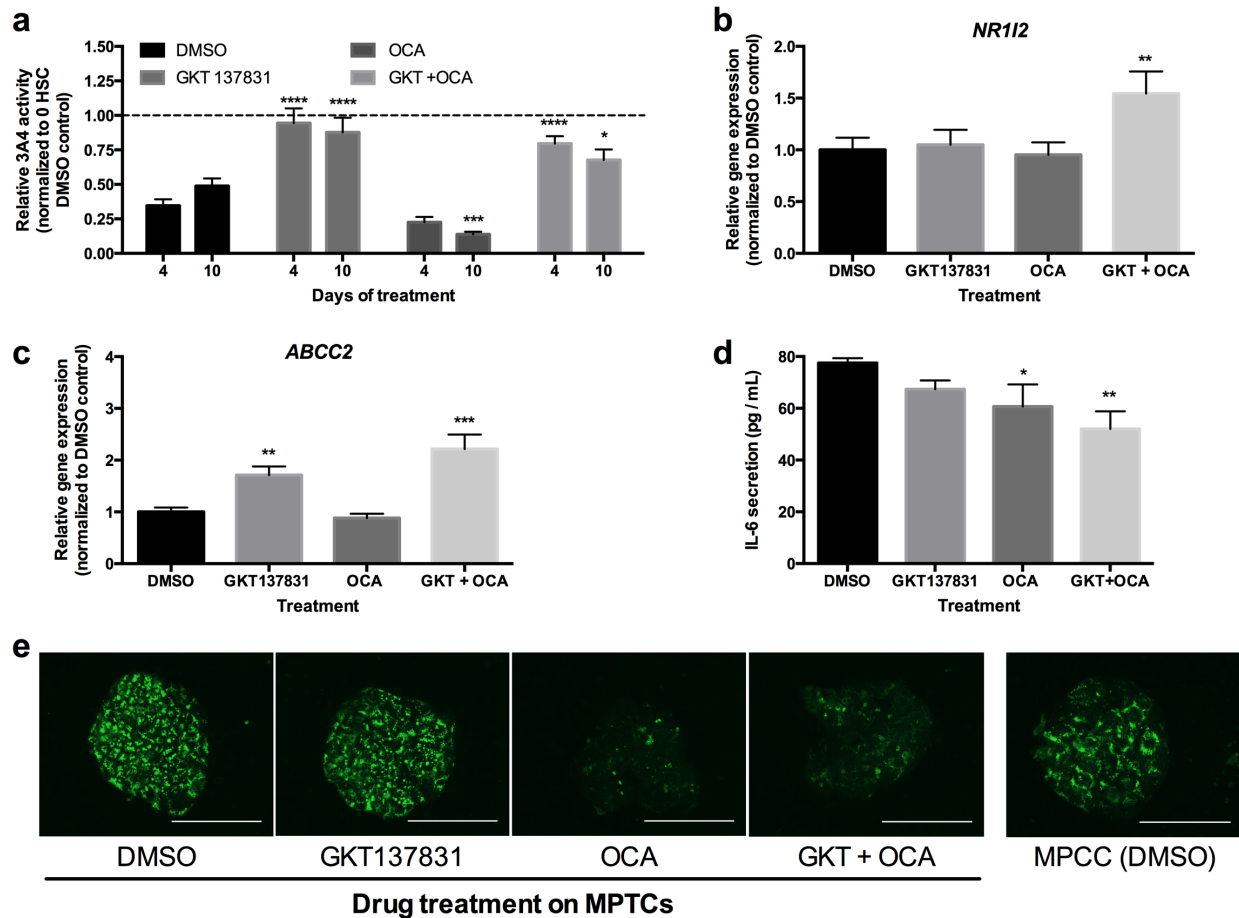 a
Relative 3A4 activity
(normalized to 0 HSC
DMSO control)
1.50
1.25
1.00
0.75
0.50
0.25
0.00
DMSO
OCA
GKT 137831
GKT +OCA
****
****
***
****
*
4
10
4
10
4
10
4
10
Days of treatment
b
NR1I2
Relative gene expression
(normalized to DMSO control)
2.0
1.5
1.0
0.5
0.0
**
DMSO
GKT137831
OCA
GKT + OCA
Treatment
c
ABCC2
Relative gene expression
(normalized to DMSO control)
4
3
2
1
0
**
***
DMSO
GKT137831
OCA
GKT + OCA
Treatment
d
IL-6 secretion (pg / mL)
80
60
40
20
0
*
**
DMSO
GKT137831
OCA
GKT+OCA
Treatment
e
DMSO
GKT137831
OCA
GKT + OCA
MPCC (DMSO)
Drug treatment on MPTCs